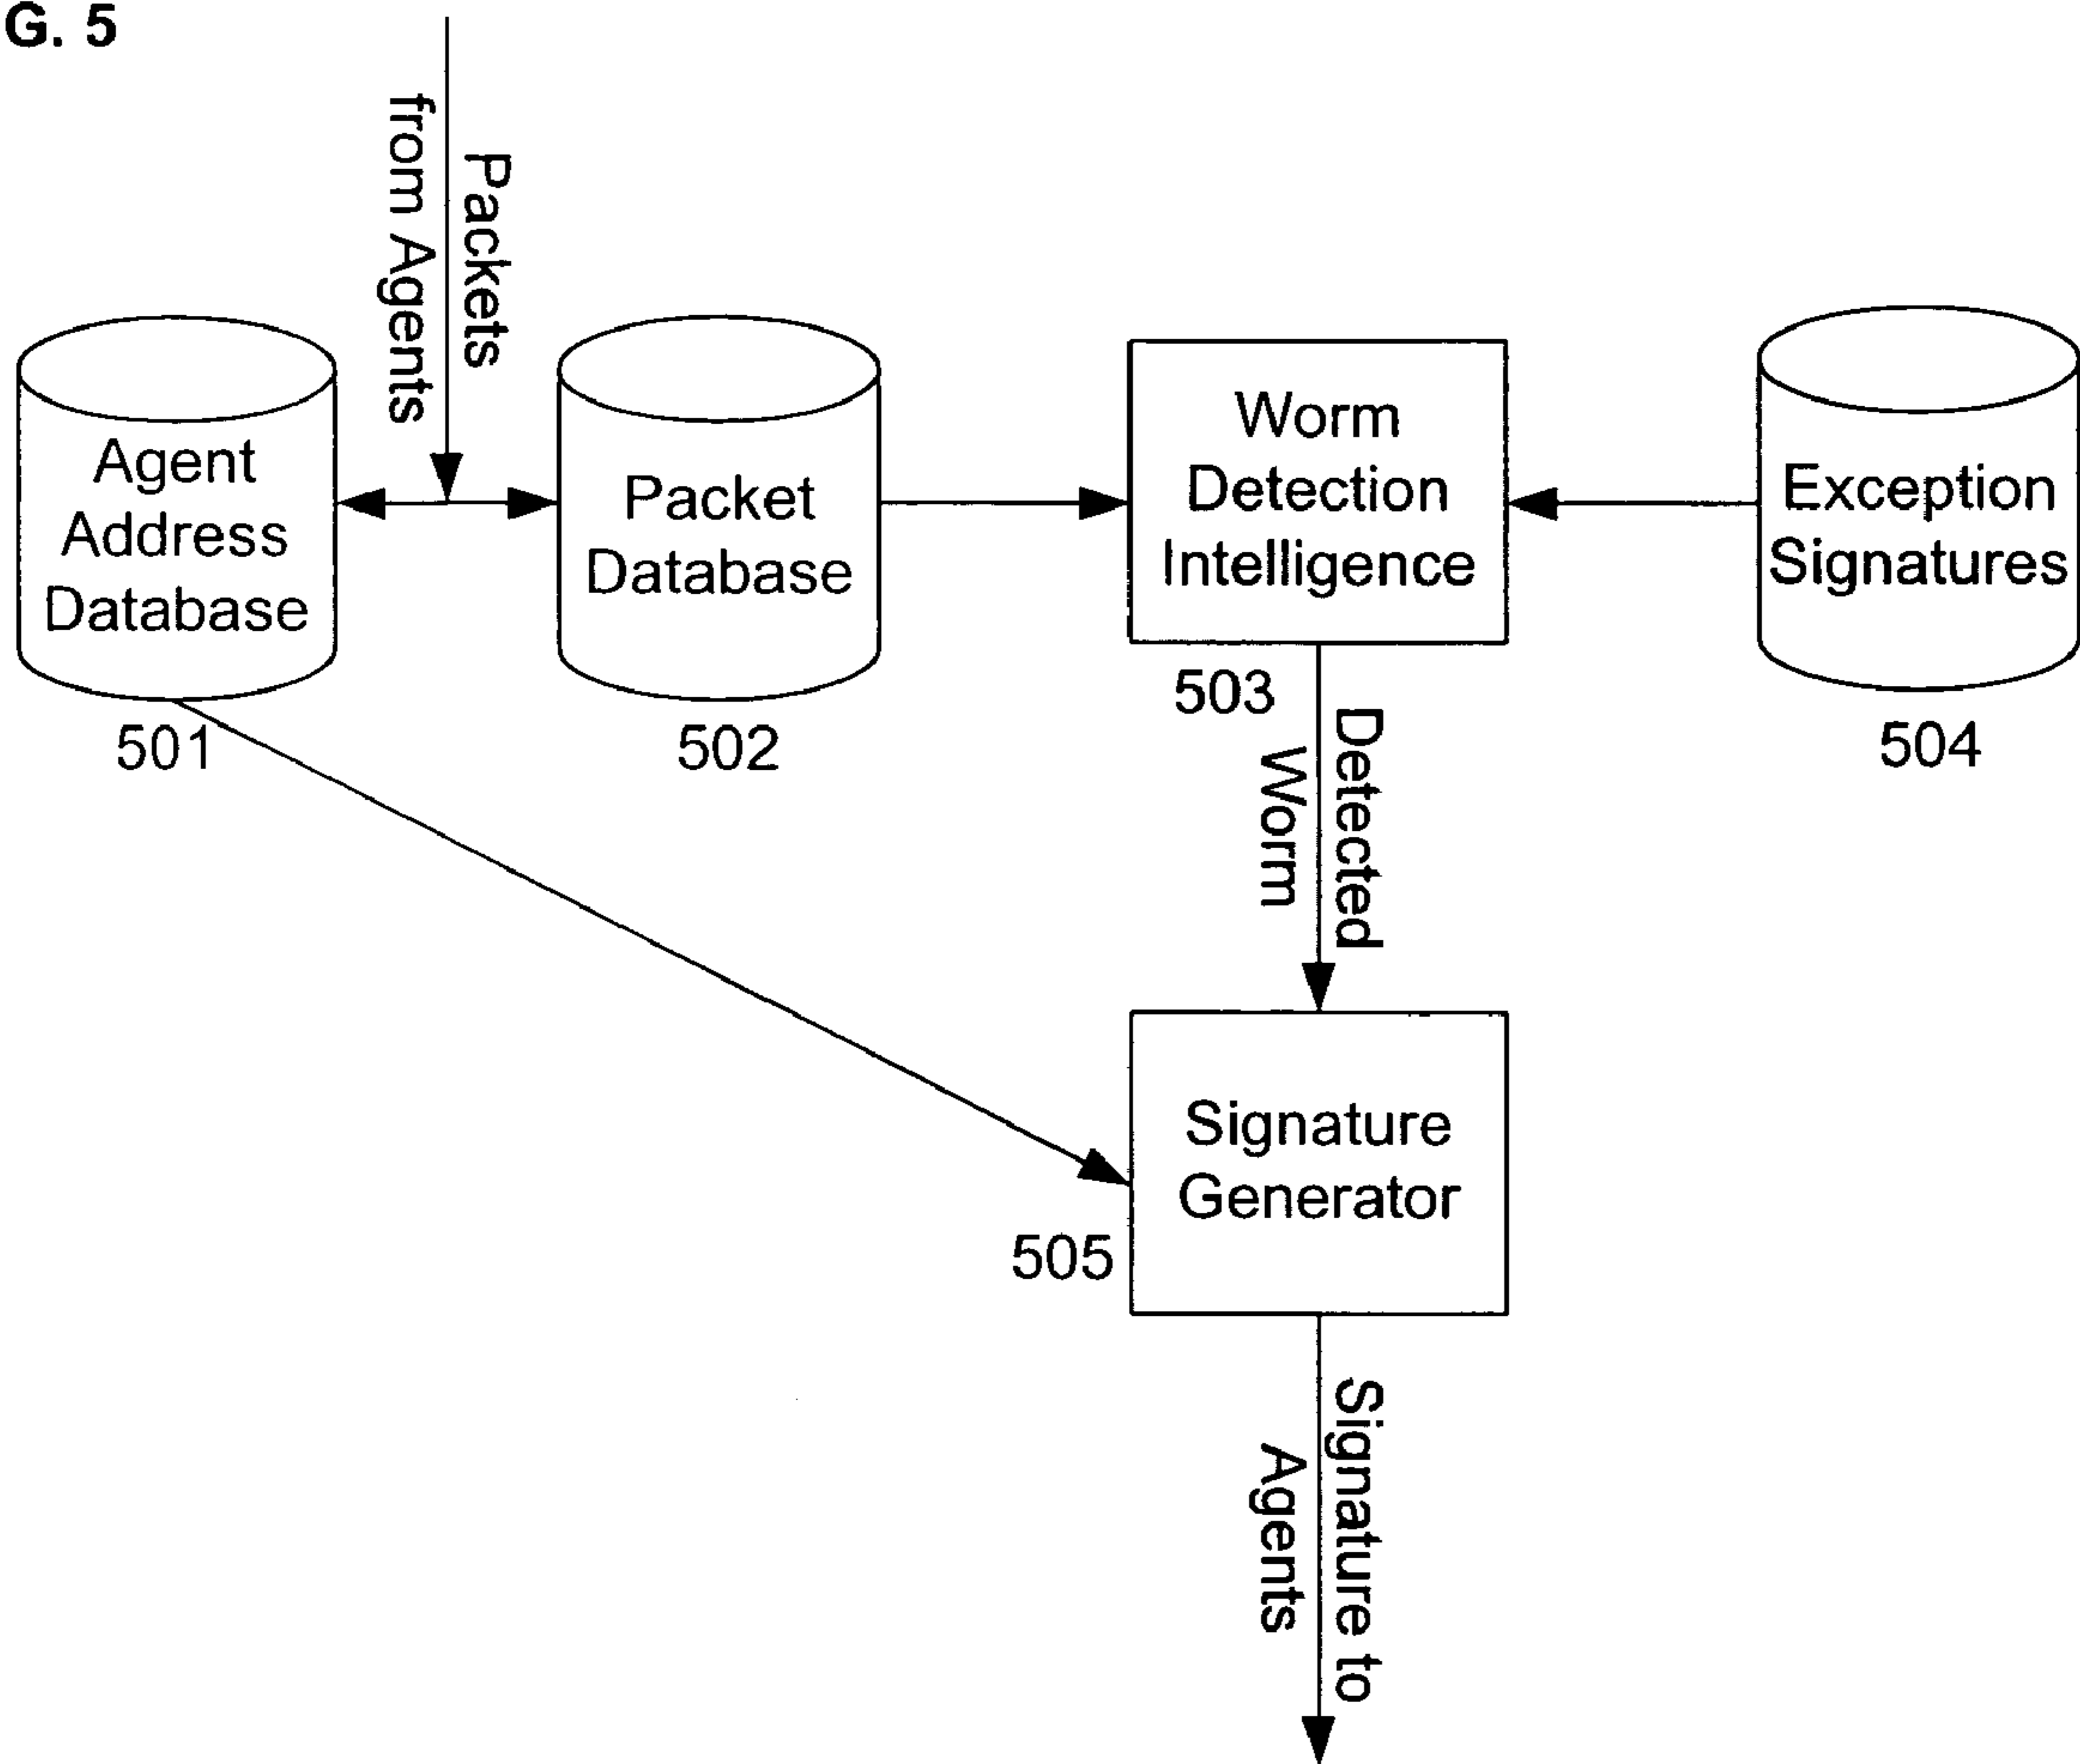 G. 5
Packets
from Agents
Agent
Address
Database
501
Packet
Database
502
Worm
Detection
Intelligence
503
Exception
Signatures
504
Detected
Worm
Signature
Generator
505
Signature to
Agents